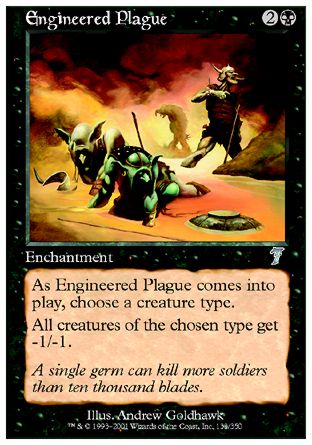 Engineered Plague 2
Enchantment
As Engineered Plague comes into
play, choose a creature type.
All creatures of the chosen type get
-1/-1.
A single germ can kill more soldiers
than ten thousand blades.
Illus. Andrew Goldhawk
™ & © 1993-2001 Wizards of the Coast, Inc. /350